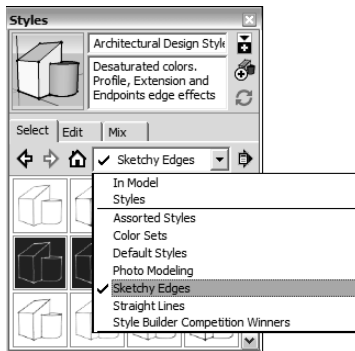 Styles
Architectural Design Style
Desaturated colors.
Profile, Extension and
Endpoints edge effects
Select Edit Mix
Sketchy Edges
In Model
Styles
Assorted Styles
Color Sets
Default Styles
Photo Modeling
Sketchy Edges
Straight Lines
Style Builder Competition Winners